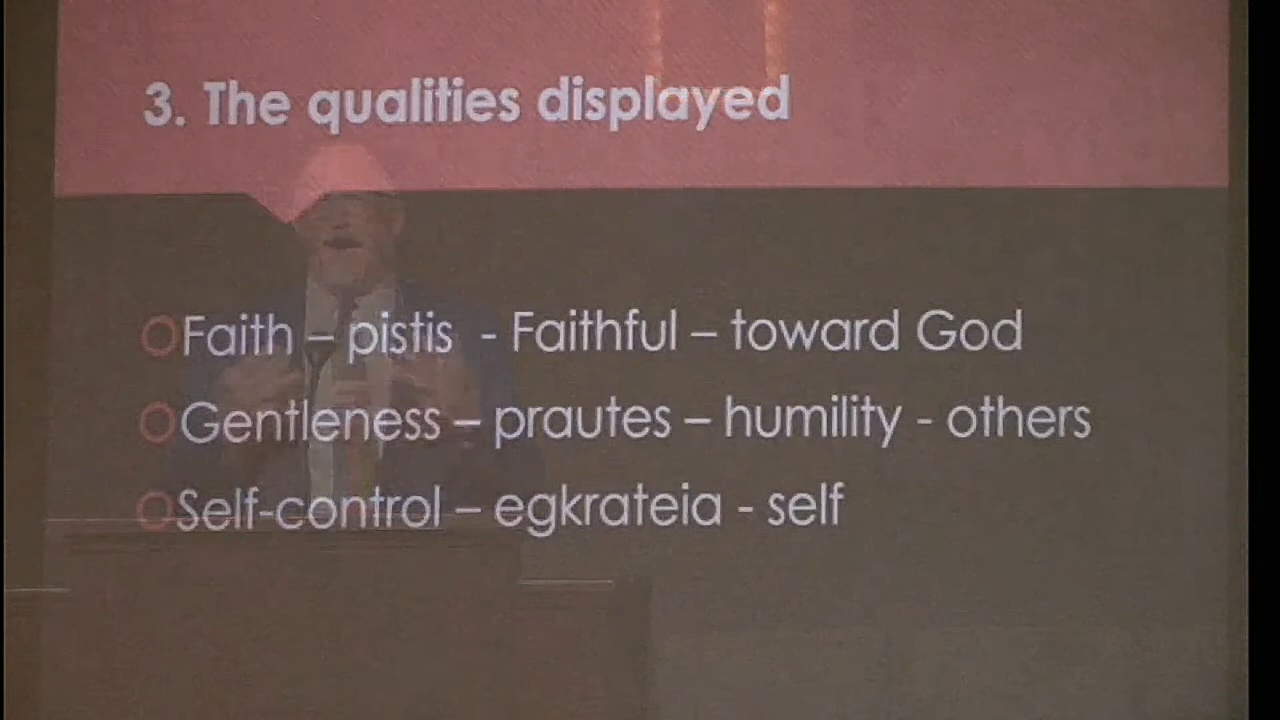 3. The qualities displayed
Faith – pistis - Faithful – toward God
Gentleness – prautes – humility - others
Self-control – egkrateia - self